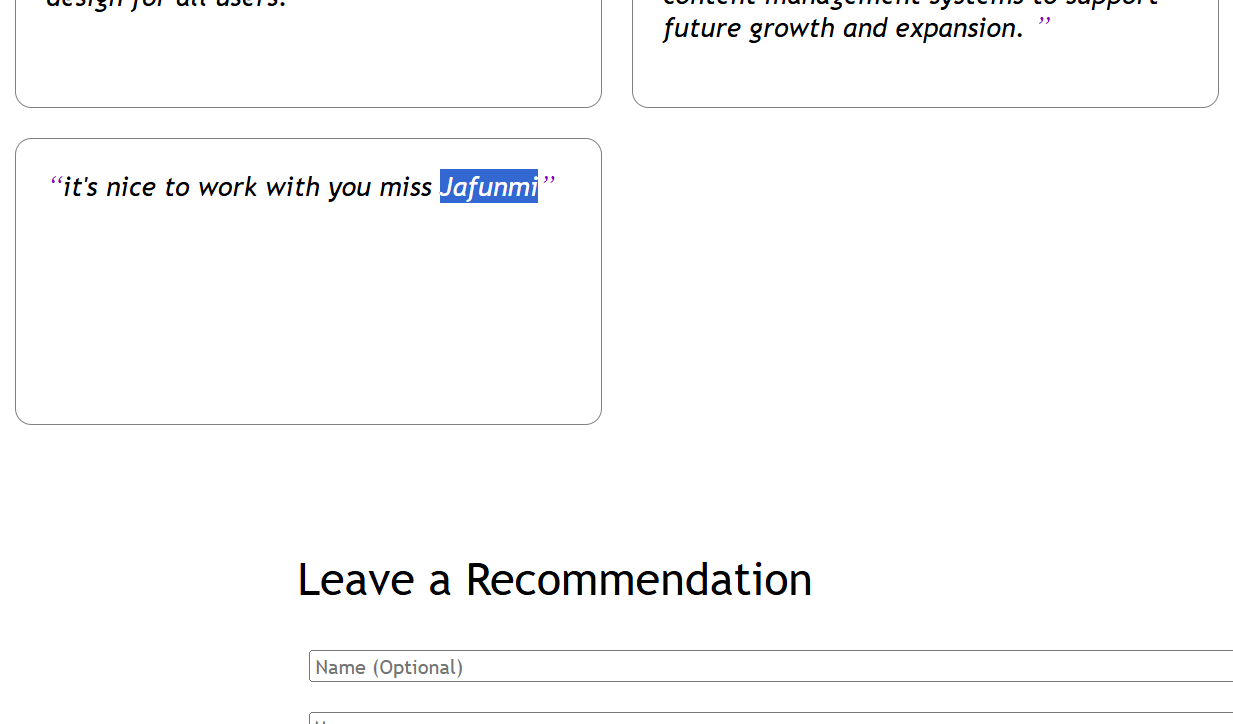 design for all users.
content management systems to support
future growth and expansion. ”
“it's nice to work with you miss Jafunmi”
Leave a Recommendation
Name (Optional)